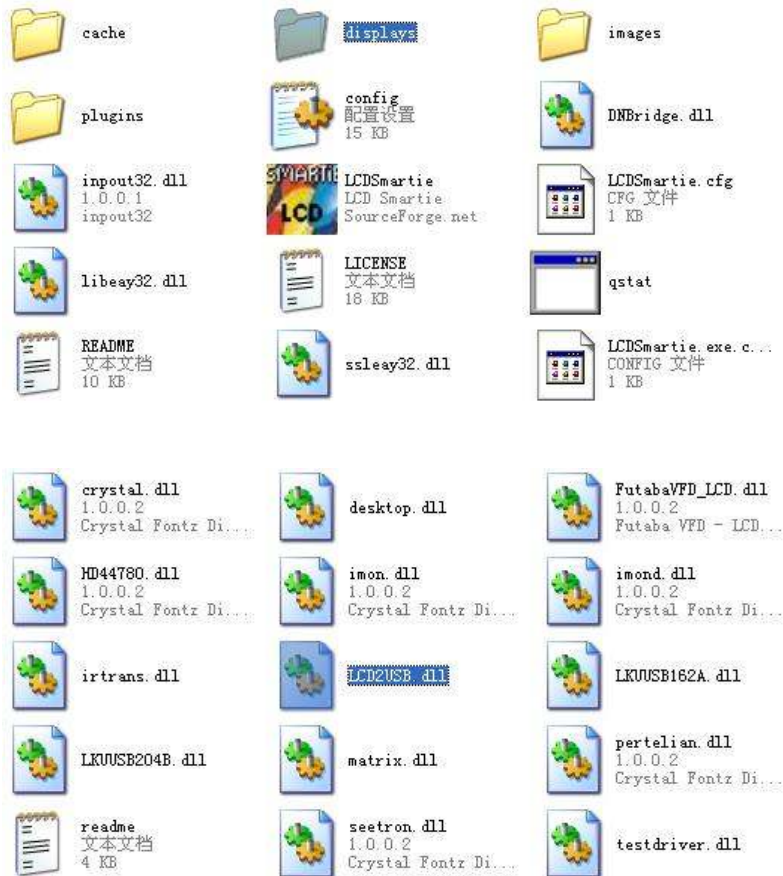 cache
displays
images
plugins
config
配置设置
15 KB
DNBridge.dll
inpout32.dll
1.0.0.1
inpout32
SMARTIE
LCD
LCDSmartie
LCD Smartie
SourceForge.net
LCDSmartie.cfg
CFG 文件
1 KB
libeay32.dll
LICENSE
文本文档
18 KB
qstat
README
文本文档
10 KB
ssleay32.dll
LCDSmartie.exe.c...
CONFIG 文件
1 KB
crystal.dll
1.0.0.2
Crystal Fontz Di...
desktop.dll
FutabaVFD_LCD.dll
1.0.0.2
Futaba VFD - LCD...
HD44780.dll
1.0.0.2
Crystal Fontz Di...
imon.dll
1.0.0.2
Crystal Fontz Di...
imond.dll
1.0.0.2
Crystal Fontz Di...
irtrans.dll
LCD2USB.dll
LKUUSB162A.dll
LKUUSB204B.dll
matrix.dll
pertelian.dll
1.0.0.2
Crystal Fontz Di...
readme
文本文档
4 KB
seetron.dll
1.0.0.2
Crystal Fontz Di...
testdriver.dll